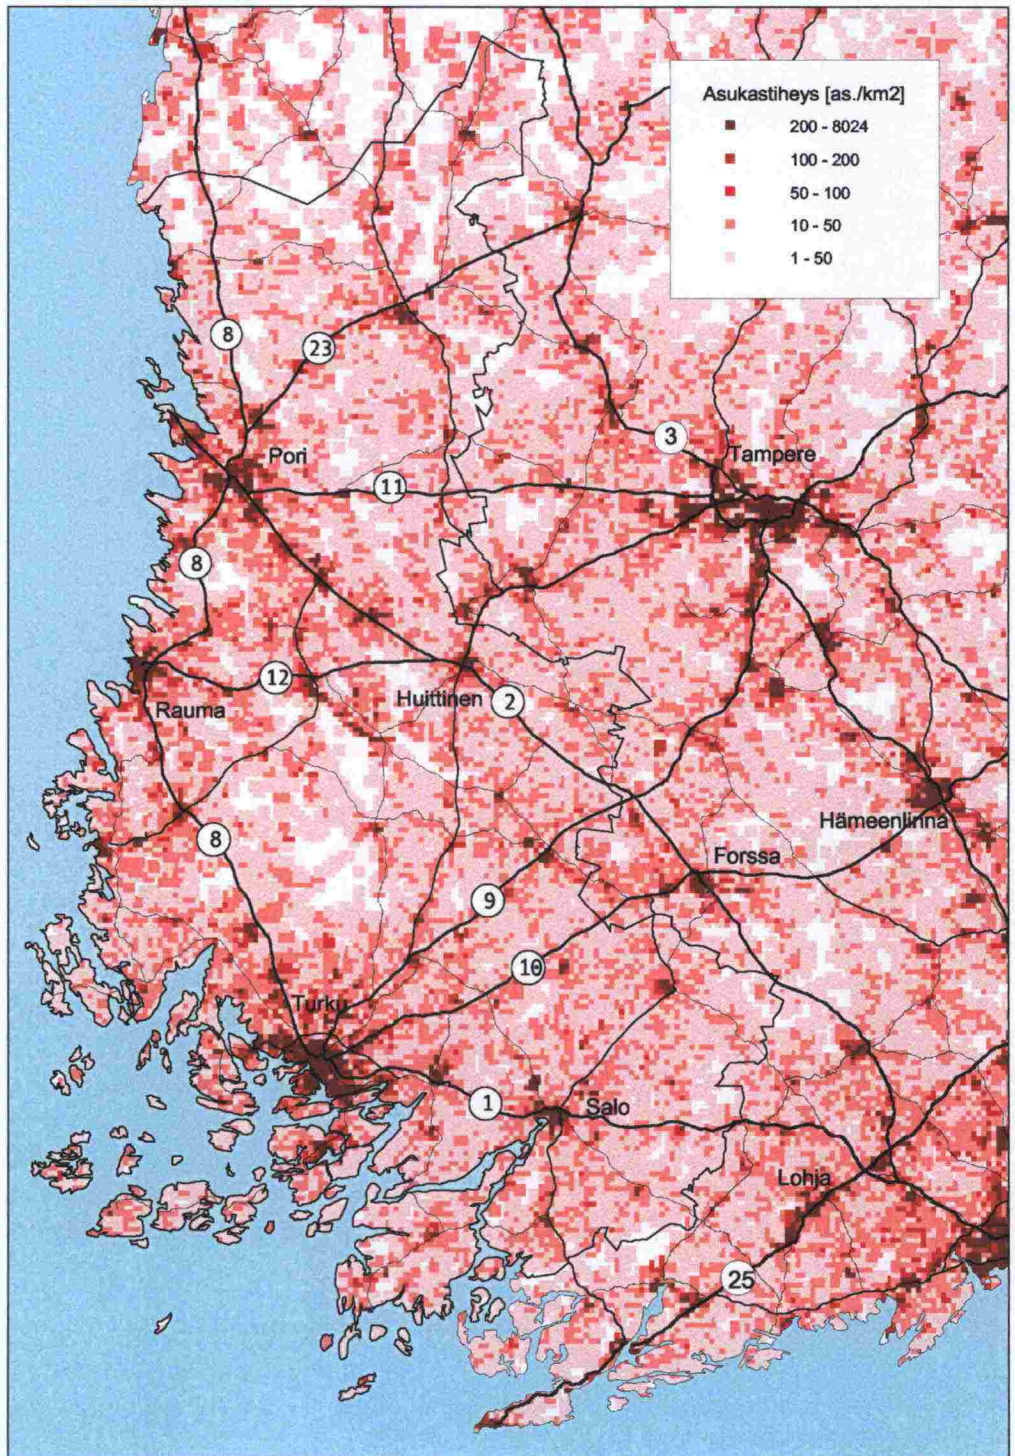 Asukastiheys [as./km2]
200 - 8024
100 - 200
50 - 100
10 - 50
1 - 50
8
23
3
Tampere
Pori
11
8
12
Huittinen
2
Rauma
Hämeenlinna
8
Forssa
9
10
Turku
1
Salo
Lohja
25